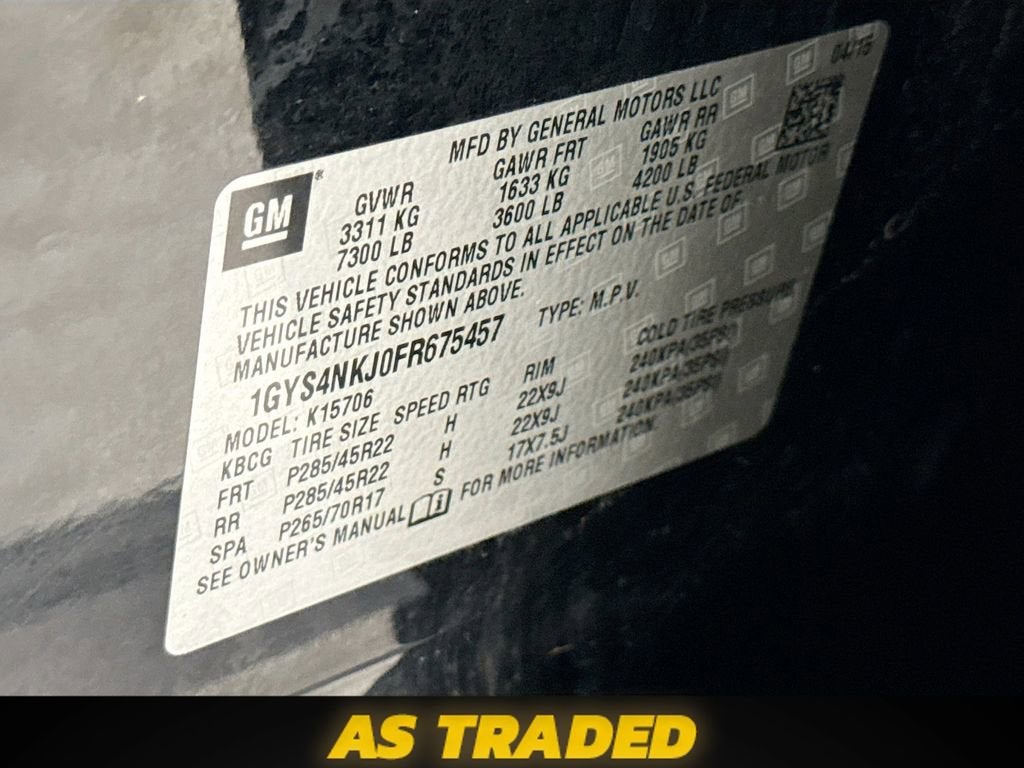 04/15
MFD BY GENERAL MOTORS LLC
GM®
GVWR GAWR FRT GAWR RR
3311 KG 1633 KG 1905 KG
7300 LB 3600 LB 4200 LB
THIS VEHICLE CONFORMS TO ALL APPLICABLE U.S. FEDERAL MOTOR
VEHICLE SAFETY STANDARDS IN EFFECT ON THE DATE OF
MANUFACTURE SHOWN ABOVE.
1GYS4NKJ0FR675457 TYPE: M.P.V.
MODEL: K15706
KBCG TIRE SIZE SPEED RTG RIM COLD TIRE PRESSURE
FRT P285/45R22 H 22X9J 240KPA(35PSI)
RR P285/45R22 H 22X9J 240KPA(35PSI)
SPA P265/70R17 S 17X7.5J 240KPA(35PSI)
SEE OWNER'S MANUAL FOR MORE INFORMATION.
AS TRADED